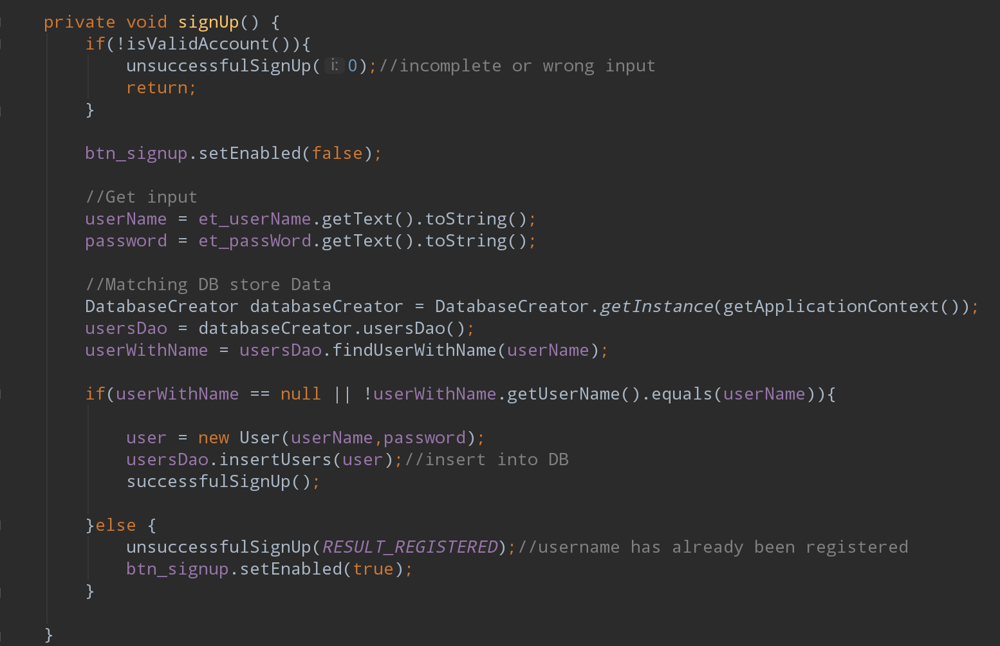 private void signUp() {
if(!isValidAccount()){
unsuccessfulSignUp( i: 0);//incomplete or wrong input
return;
}
btn_signup.setEnabled(false);
//Get input
userName = et_userName.getText().toString();
password = et_passWord.getText().toString();
//Matching DB store Data
DatabaseCreator databaseCreator = DatabaseCreator.getInstance(getApplicationContext());
usersDao = databaseCreator.usersDao();
userWithName = usersDao.findUserWithName(userName);
if(userWithName == null || !userWithName.getUserName().equals(userName)){
user = new User(userName,password);
usersDao.insertUsers(user);//insert into DB
successfulSignUp();
}else {
unsuccessfulSignUp(RESULT_REGISTERED);//username has already been registered
btn_signup.setEnabled(true);
}
}